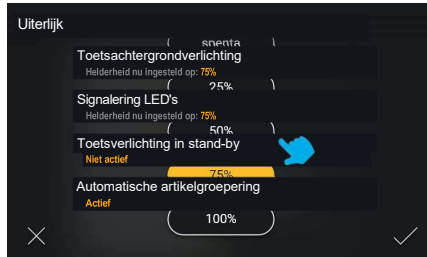 Uiterlijk
spenta
Toetsachtergrondverlichting
Helderheid nu ingesteld op: 75%
25%
Signalering LED's
Helderheid nu ingesteld op: 75%
50%
Toetsverlichting in stand-by
Niet actief
75%
Automatische artikelgroepering
Actief
100%